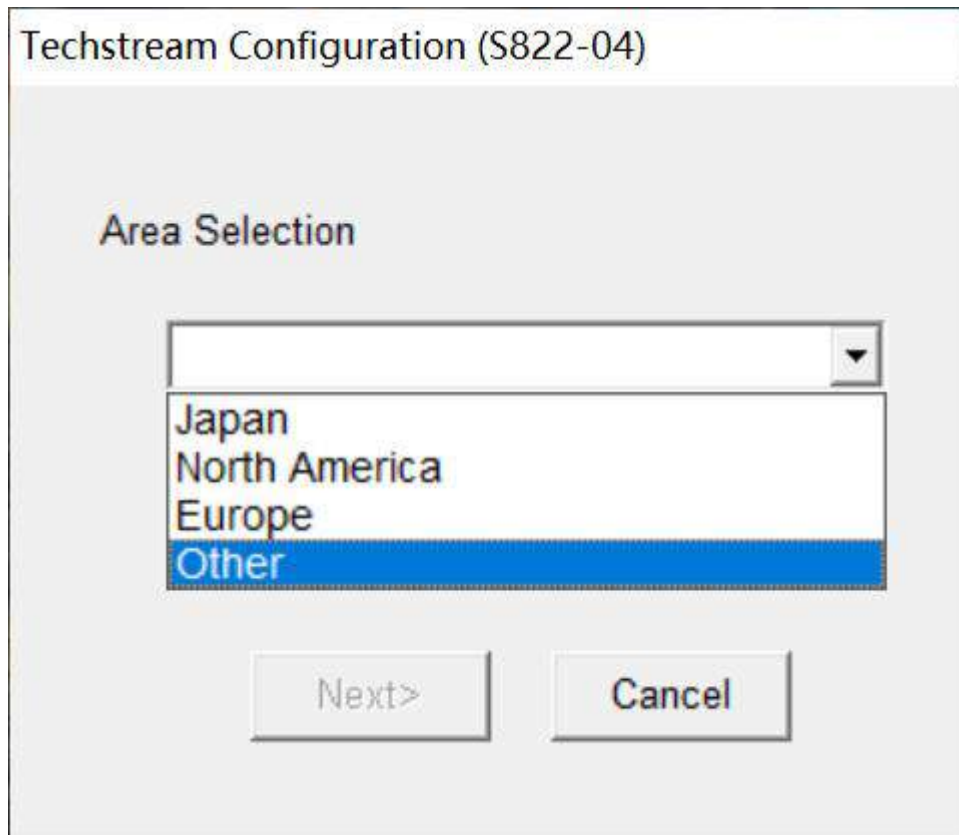 Techstream Configuration (S822-04)
Area Selection
Japan
North America
Europe
Other
Next>
Cancel